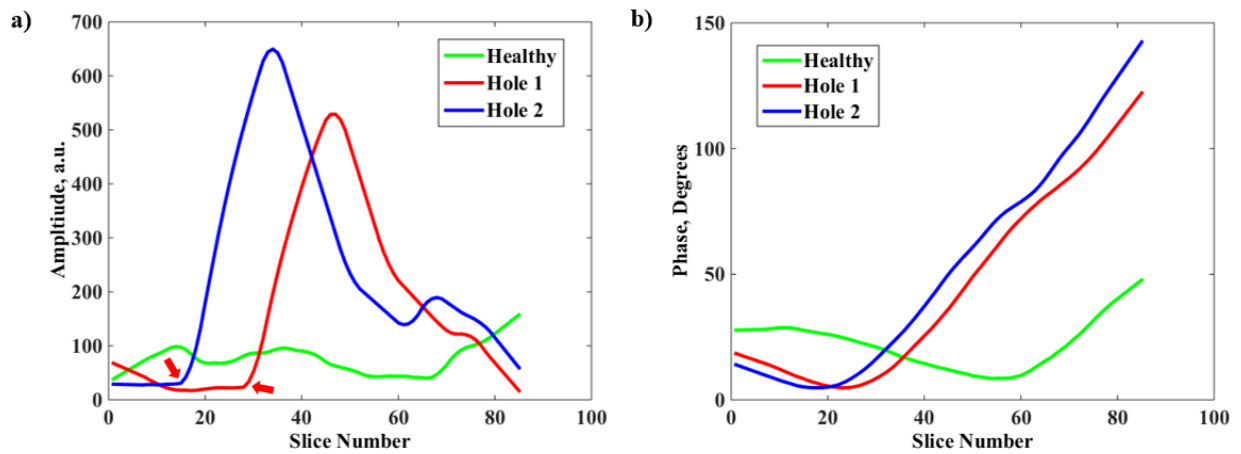 a)
700
600
500
400
300
200
100
0
0 20 40 60 80 100
Ampltiude, a.u.
Slice Number
Healthy
Hole 1
Hole 2
b)
150
100
50
0
0 20 40 60 80 100
Phase, Degrees
Slice Number
Healthy
Hole 1
Hole 2